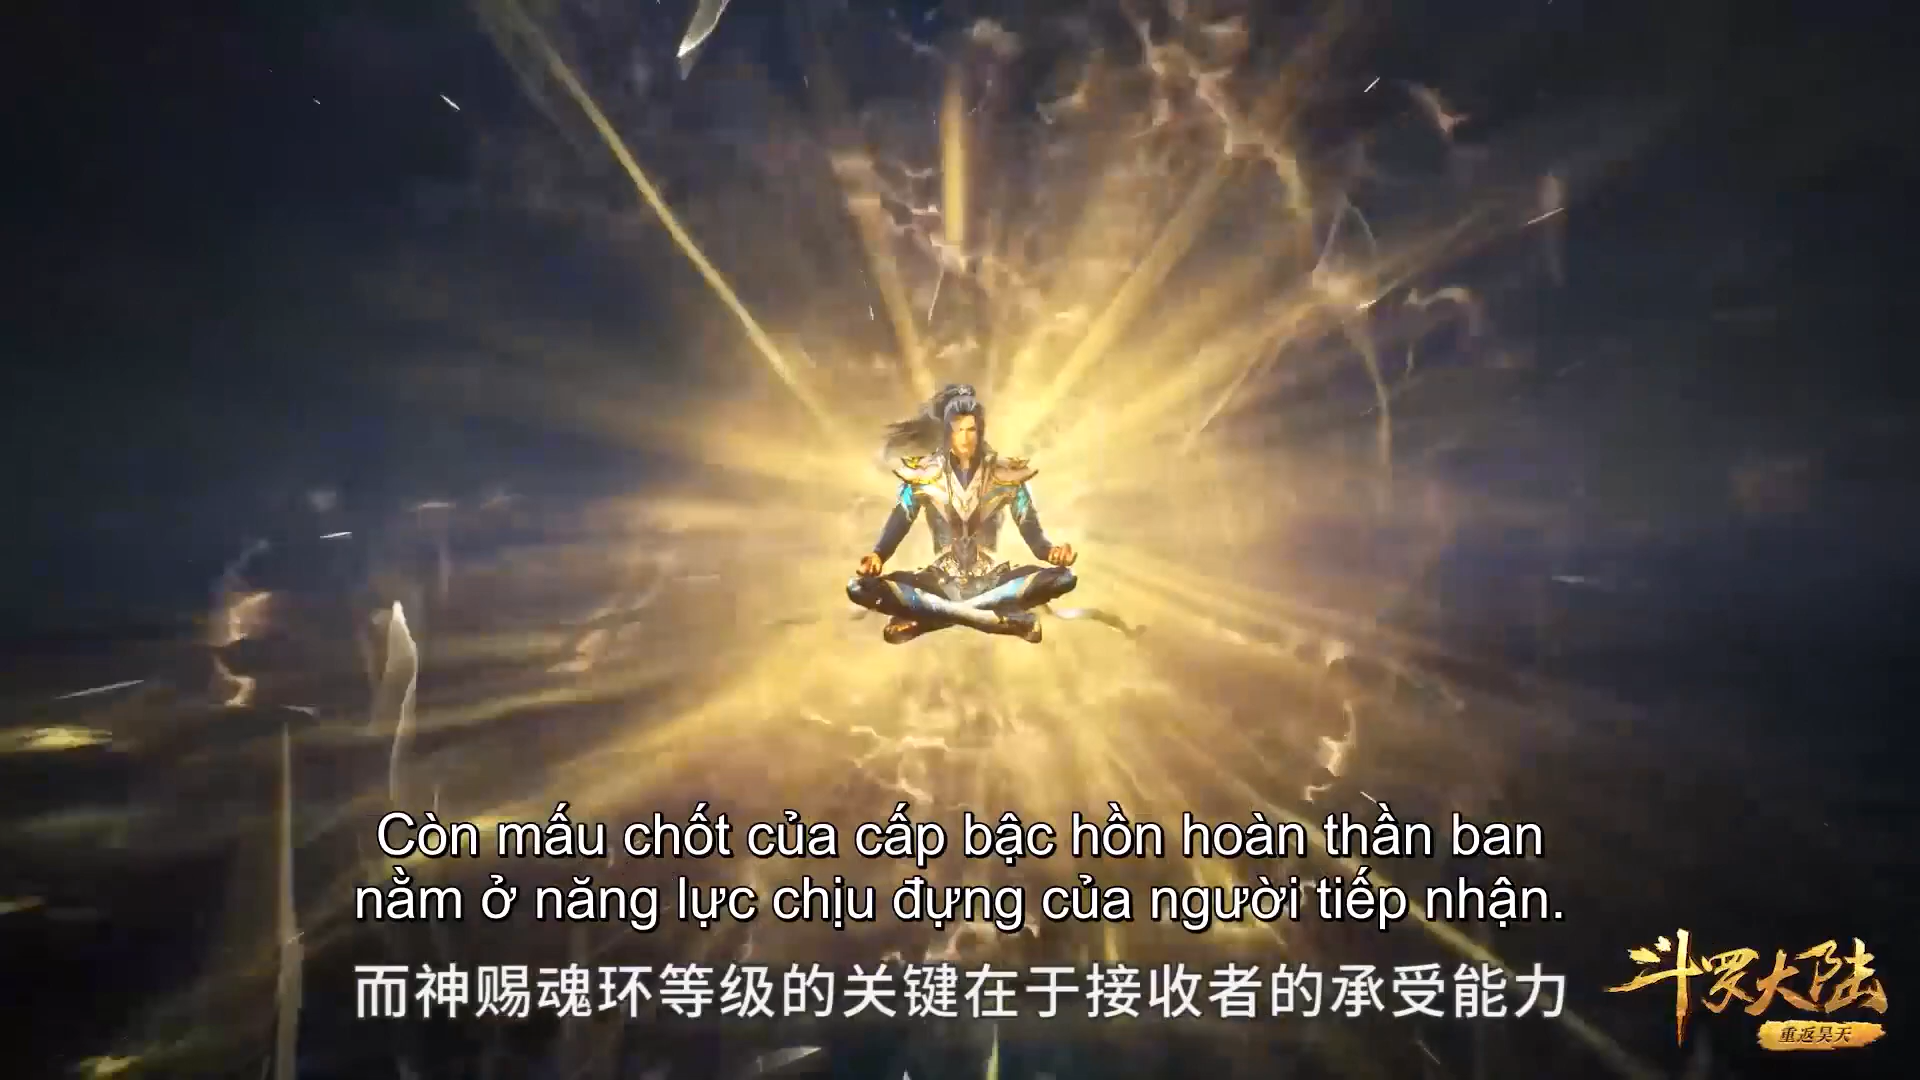 Còn mấu chốt của cấp bậc hồn hoàn thần ban
nằm ở năng lực chịu đựng của người tiếp nhận.
而神赐魂环等级的关键在于接收者的承受能力
斗罗大陆
重返昊天